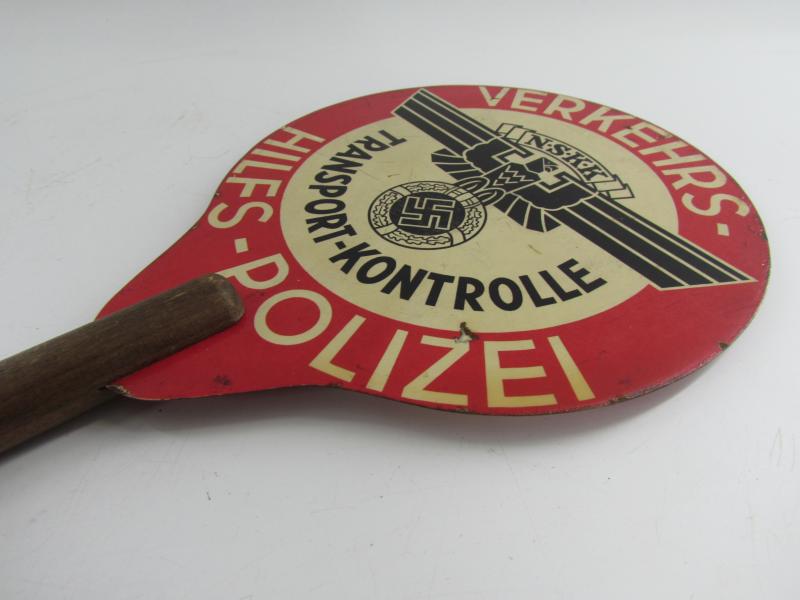 VERKEHRS-
HILFS-POLIZEI
N.S.K.K.
TRANSPORT-KONTROLLE